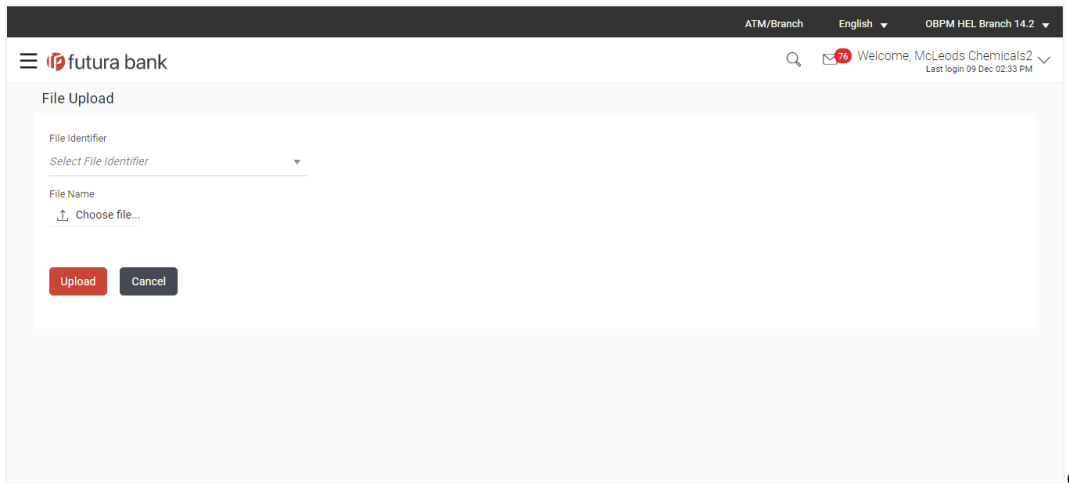 ATM/Branch English OBPM HEL Branch 14.2
futura bank 76 Welcome, McLeods Chemicals2
Last login 09 Dec 02:33 PM
File Upload
File Identifier
Select File Identifier
File Name
Choose file...
Upload Cancel